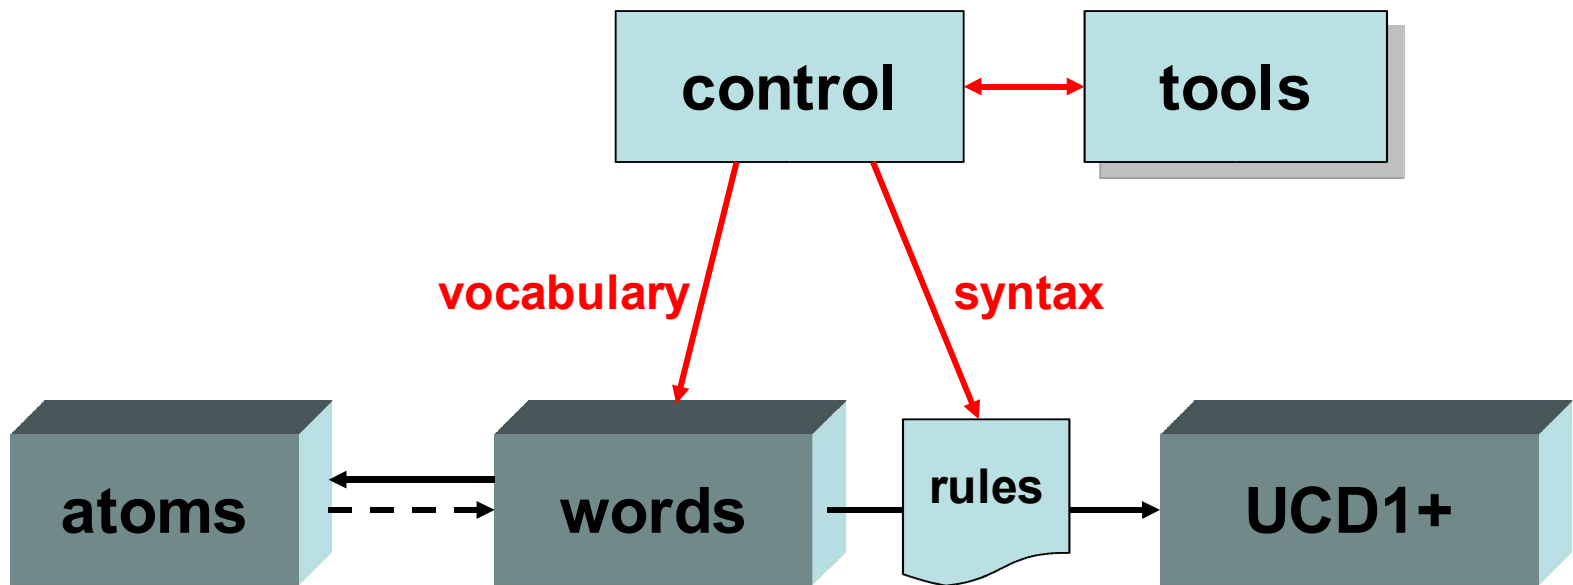 control
tools
vocabulary
syntax
atoms
words
rules
UCD1+